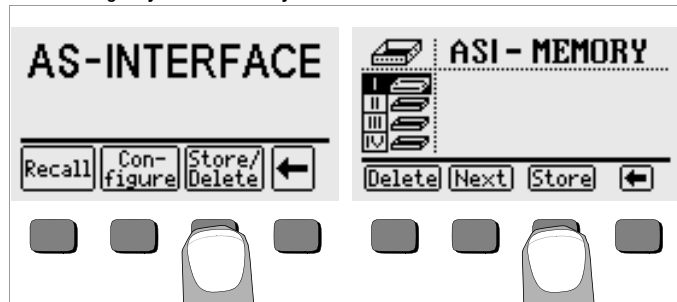 AS-INTERFACE
Recall
Con-
figure
Store/
Delete
ASI - MEMORY
I
II
III
IV
Delete
Next
Store